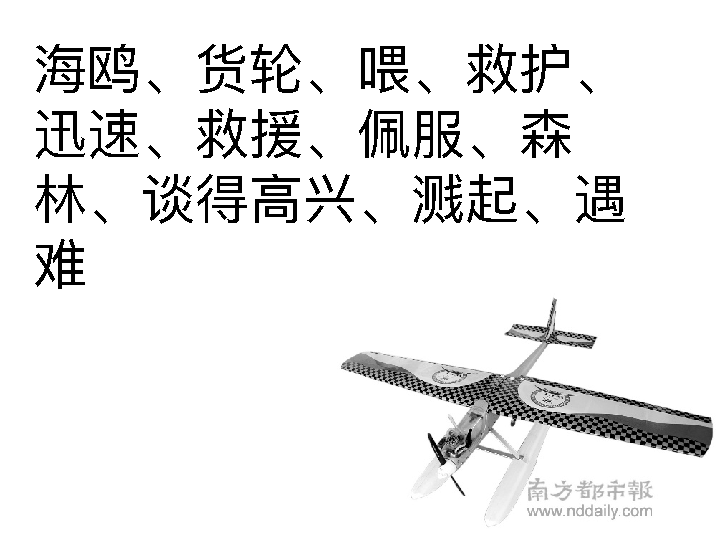 海鸥、货轮、喂、救护、
迅速、救援、佩服、森
林、谈得高兴、溅起、遇
难
南方都市報
www.nddaily.com